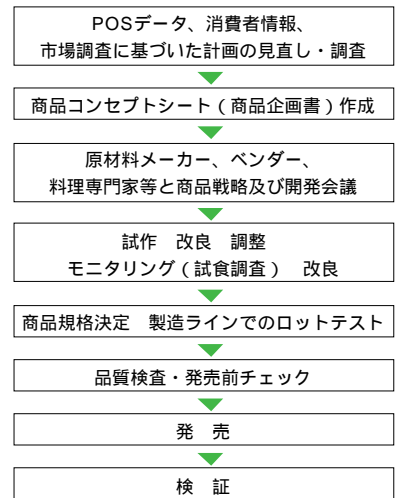 POSデータ、消費者情報、
市場調査に基づいた計画の見直し・調査
商品コンセプトシート(商品企画書)作成
原材料メーカー、ベンダー、
料理専門家等と商品戦略及び開発会議
試作 改良 調整
モニタリング(試食調査) 改良
商品規格決定 製造ラインでのロットテスト
品質検査・発売前チェック
発 売
検 証